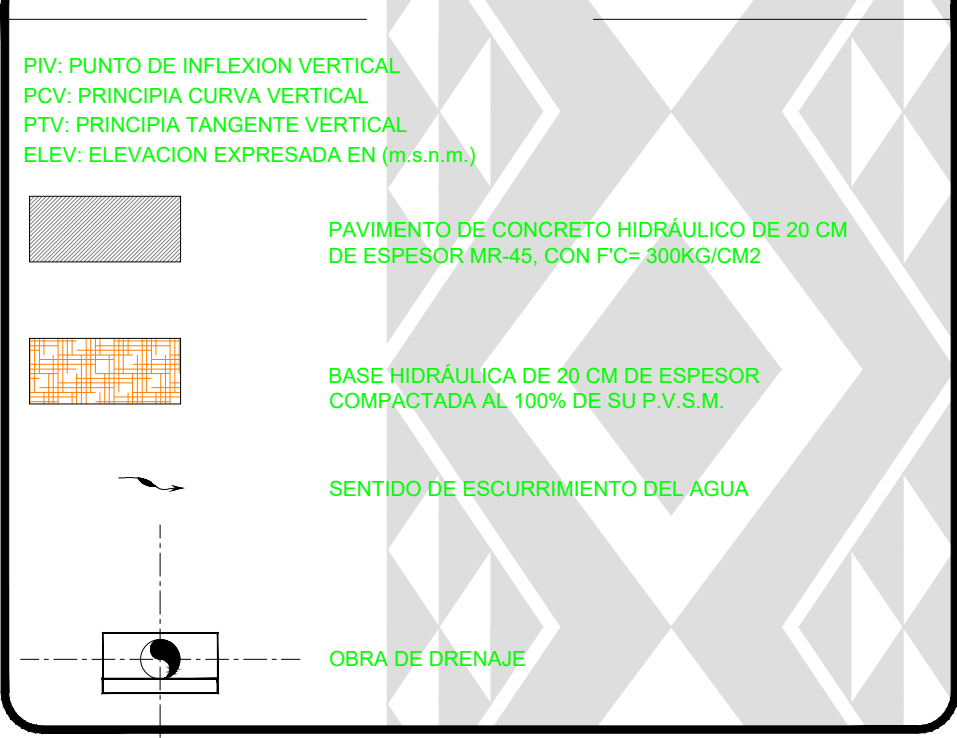 PIV: PUNTO DE INFLEXION VERTICAL
PCV: PRINCIPIA CURVA VERTICAL
PTV: PRINCIPIA TANGENTE VERTICAL
ELEV: ELEVACION EXPRESADA EN (m.s.n.m.)
PAVIMENTO DE CONCRETO HIDRÁULICO DE 20 CM
DE ESPESOR MR-45, CON F'C= 300KG/CM2
BASE HIDRÁULICA DE 20 CM DE ESPESOR
COMPACTADA AL 100% DE SU P.V.S.M.
SENTIDO DE ESCURRIMIENTO DEL AGUA
OBRA DE DRENAJE